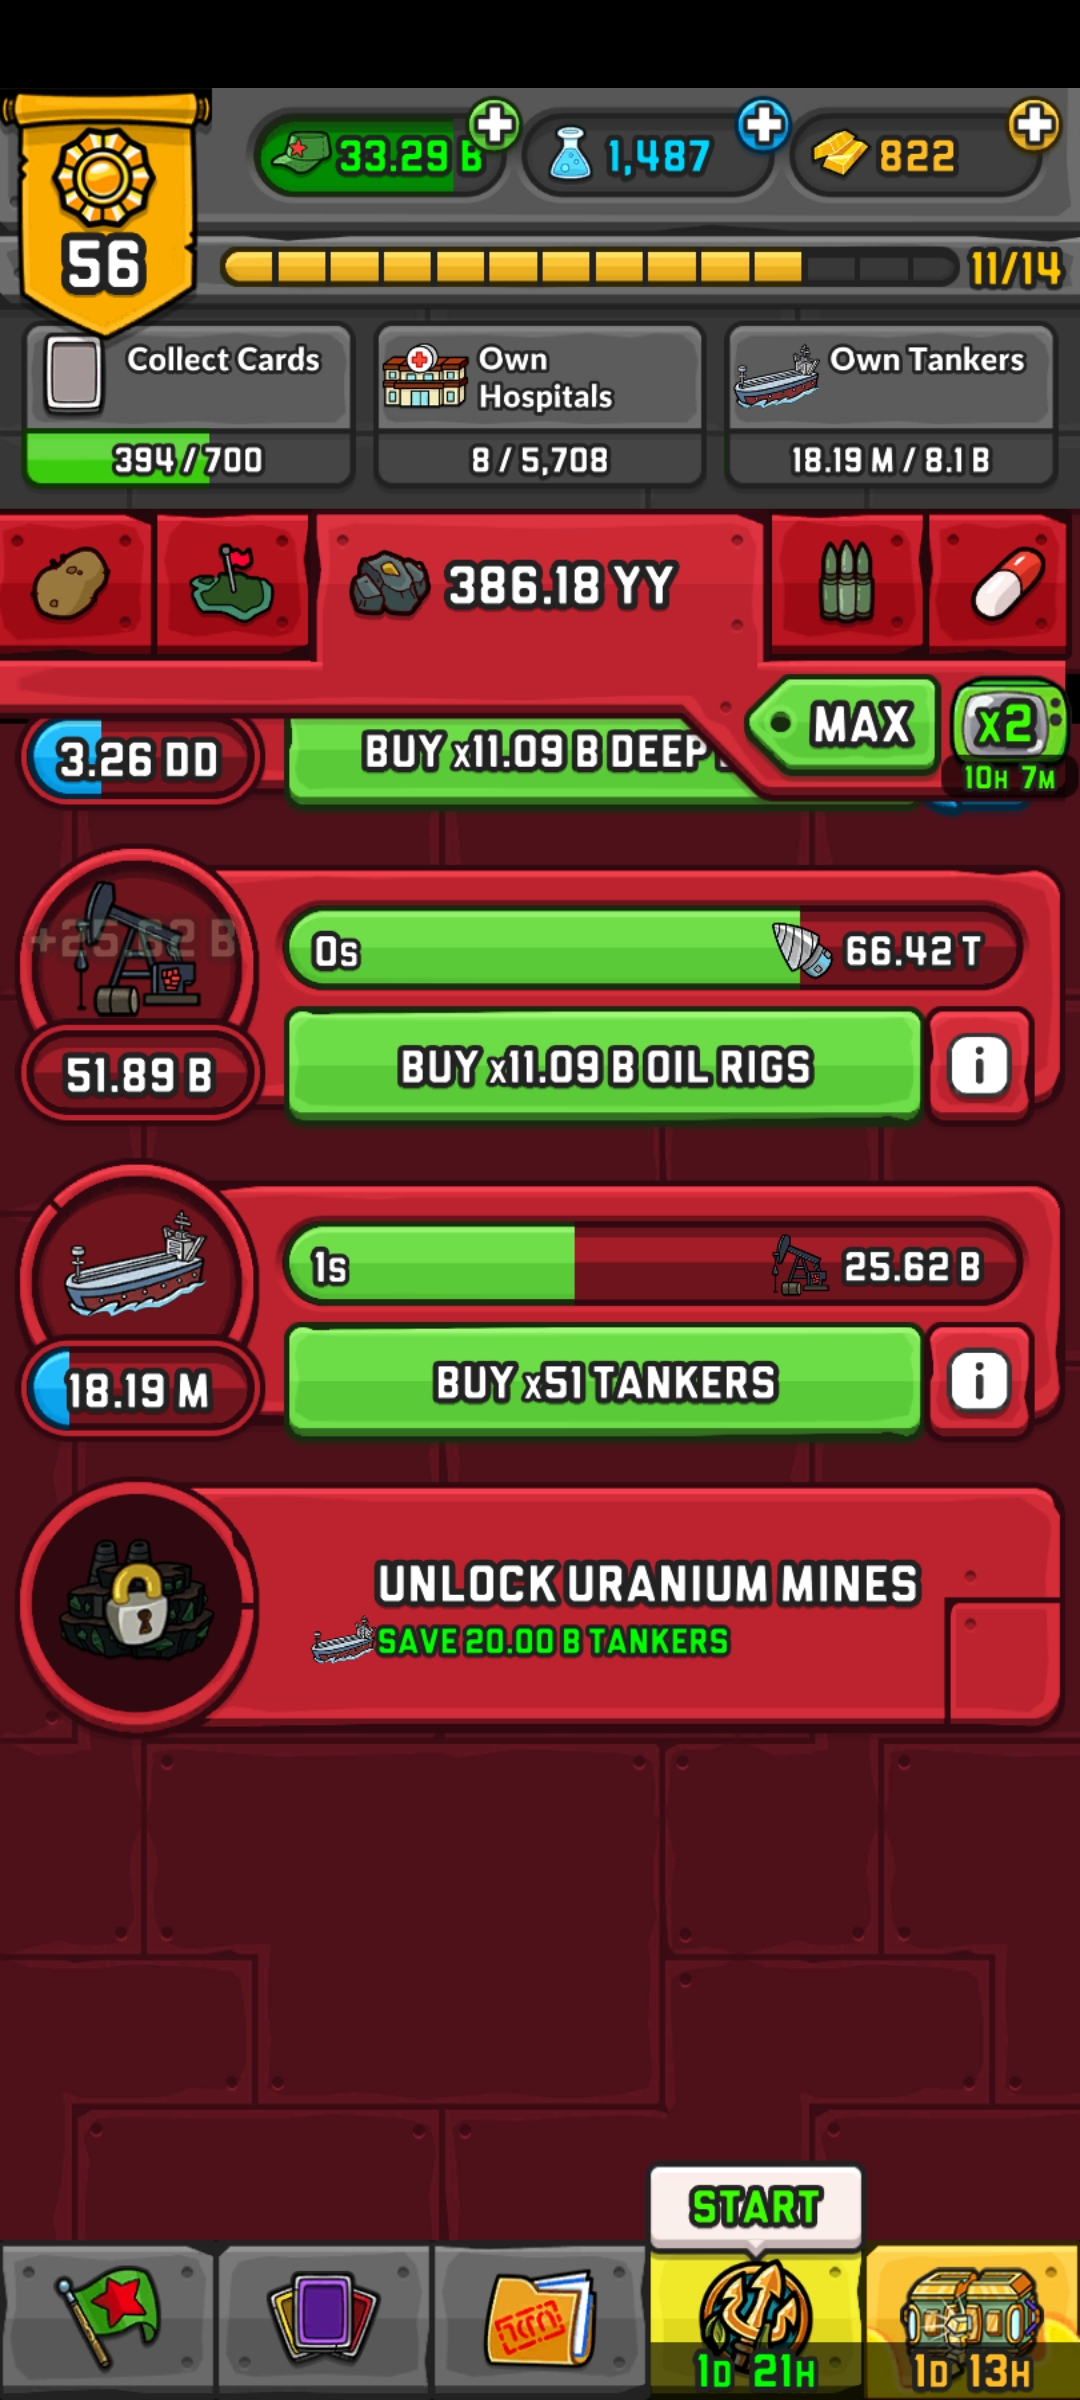 33.29 B
1,487
822
56
11/14
Collect Cards
394/700
Own
Hospitals
8/5,708
Own Tankers
18.19 M/8.1 B
386.18 YY
MAX
x2
10H 7M
3.26 DD
BUY x11.09 B DEEP
+25.62 B
0s
66.42 T
51.89 B
BUY x11.09 B OIL RIGS
i
1s
25.62 B
18.19 M
BUY x51 TANKERS
i
UNLOCK URANIUM MINES
SAVE 20.00 B TANKERS
START
1D 21H
1D 13H